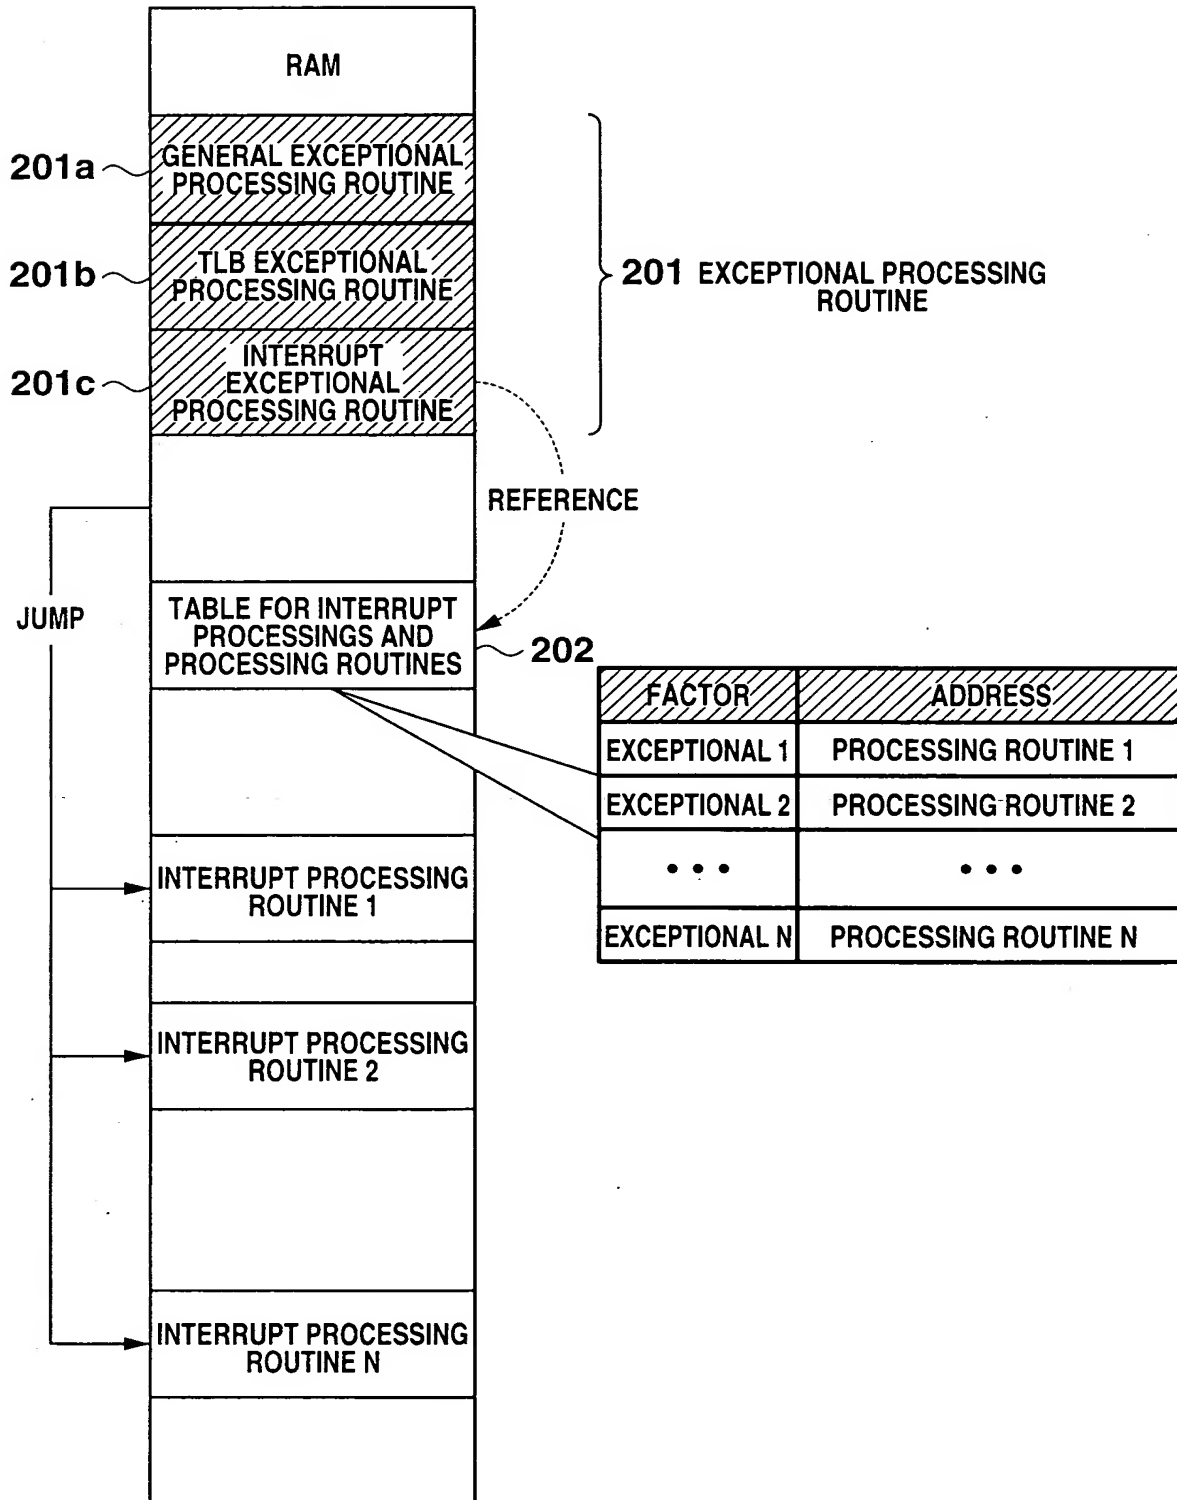 RAM
201a
GENERAL EXCEPTIONAL
PROCESSING ROUTINE
201b
TLB EXCEPTIONAL
PROCESSING ROUTINE
201c
INTERRUPT
EXCEPTIONAL
PROCESSING ROUTINE
201 EXCEPTIONAL PROCESSING
ROUTINE
REFERENCE
JUMP
TABLE FOR INTERRUPT
PROCESSINGS AND
PROCESSING ROUTINES
202
FACTOR ADDRESS
EXCEPTIONAL 1 PROCESSING ROUTINE 1
EXCEPTIONAL 2 PROCESSING ROUTINE 2
• • • • • •
EXCEPTIONAL N PROCESSING ROUTINE N
INTERRUPT PROCESSING
ROUTINE 1
INTERRUPT PROCESSING
ROUTINE 2
INTERRUPT PROCESSING
ROUTINE N